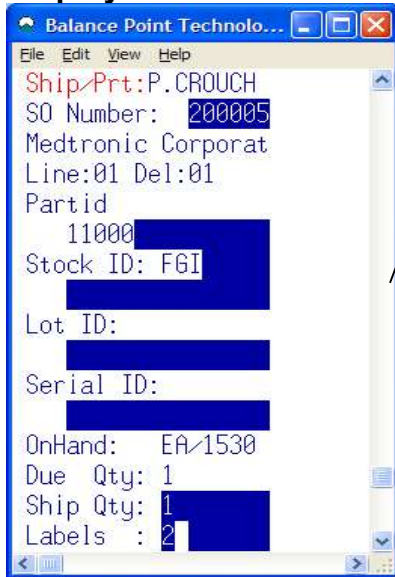 Balance Point Technolo...
File Edit View Help
Ship/Prt:P.CROUCH
SO Number: 200005
Medtronic Corporat
Line:01 Del:01
Partid
11000
Stock ID: FGI
Lot ID:
Serial ID:
OnHand: EA/1530
Due Qty: 1
Ship Qty: 1
Labels : 2